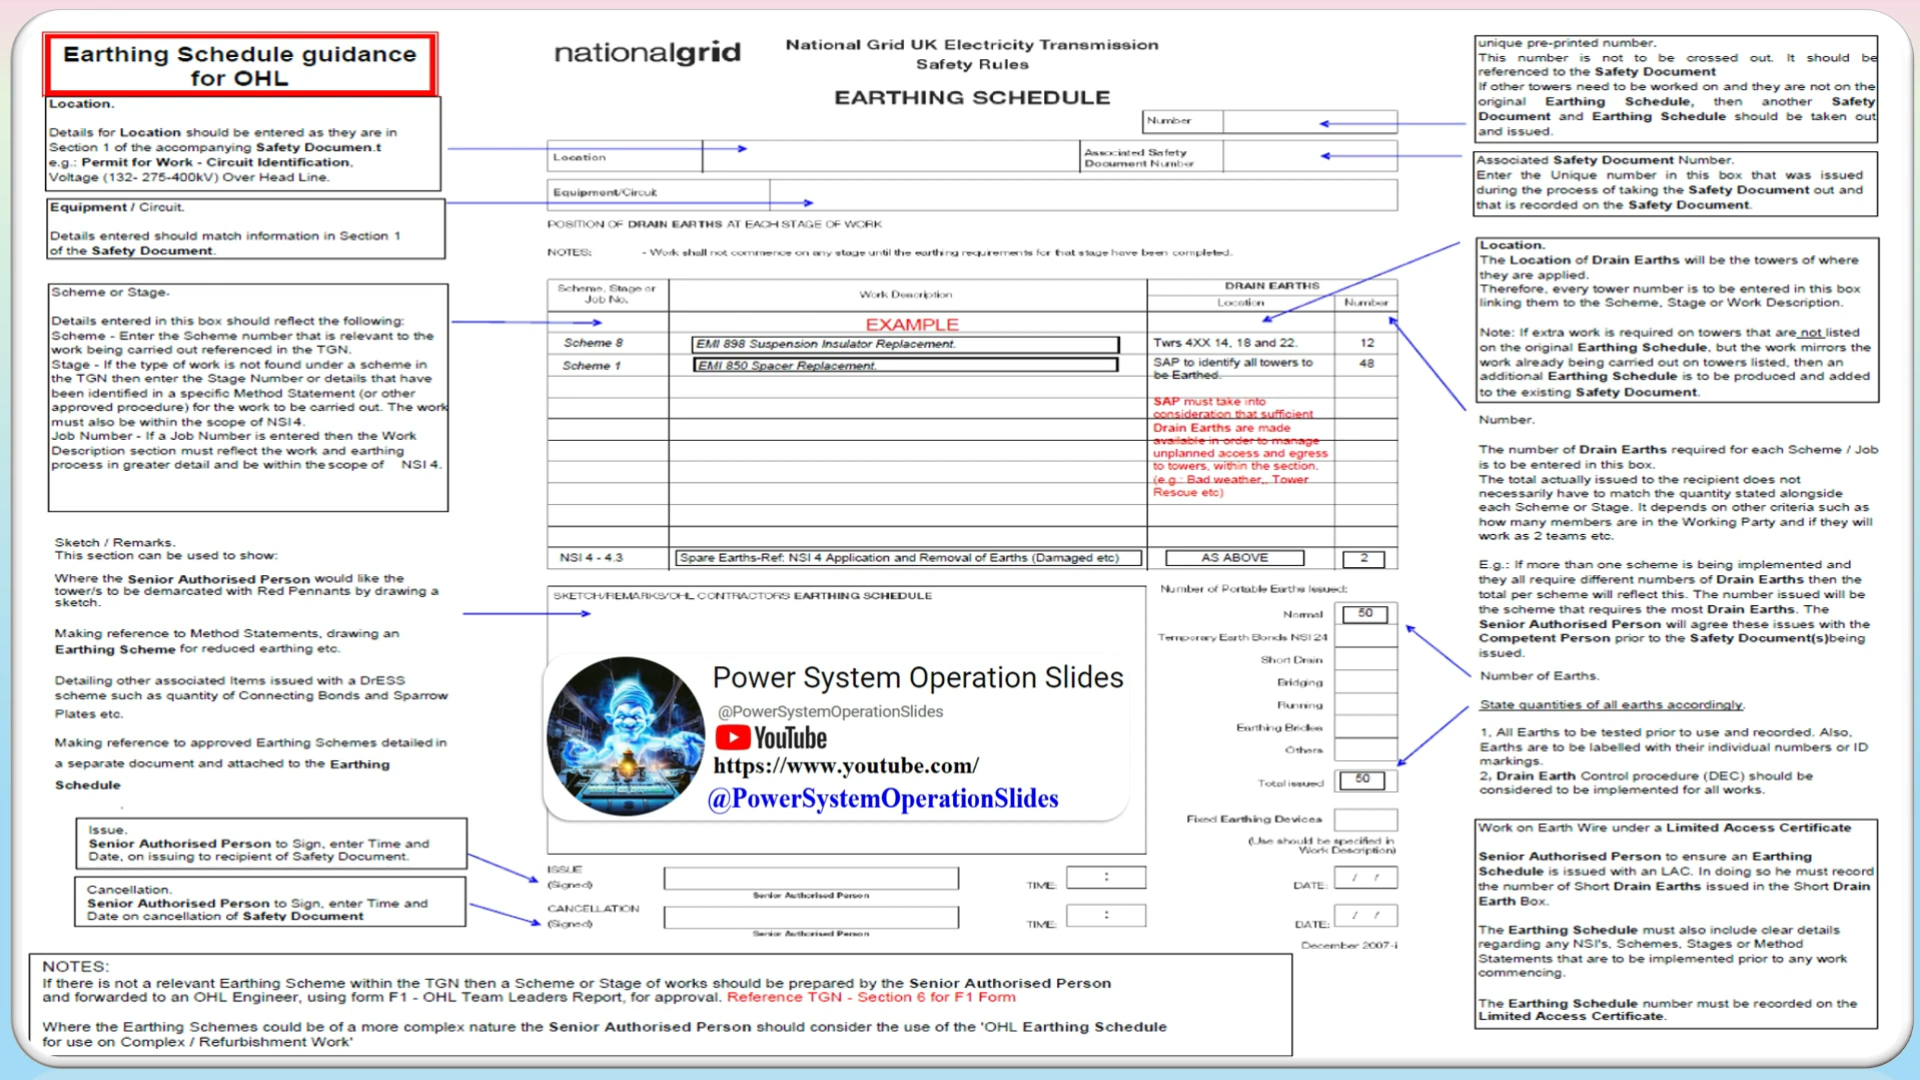 Earthing Schedule guidance
for OHL
Location.
Details for Location should be entered as they are in
Section 1 of the accompanying Safety Documen.t
e.g.: Permit for Work - Circuit Identification,
Voltage (132- 275-400kV) Over Head Line.
Equipment / Circuit.
Details entered should match information in Section 1
of the Safety Document.
Scheme or Stage.
Details entered in this box should reflect the following:
Scheme - Enter the Scheme number that is relevant to the
work being carried out referenced in the TGN.
Stage - If the type of work is not found under a scheme in
the TGN then enter the Stage Number or details that have
been identified in a specific Method Statement (or other
approved procedure) for the work to be carried out. The work
must also be within the scope of NSI 4.
Job Number - If a Job Number is entered then the Work
Description section must reflect the work and earthing
process in greater detail and be within the scope of NSI 4.
Sketch / Remarks.
This section can be used to show:
Where the Senior Authorised Person would like the
tower/s to be demarcated with Red Pennants by drawing a
sketch.
Making reference to Method Statements, drawing an
Earthing Scheme for reduced earthing etc.
Detailing other associated Items issued with a DrESS
scheme such as quantity of Connecting Bonds and Sparrow
Plates etc.
Making reference to approved Earthing Schemes detailed in
a separate document and attached to the Earthing
Schedule
.
Issue.
Senior Authorised Person to Sign, enter Time and
Date, on issuing to recipient of Safety Document.
Cancellation.
Senior Authorised Person to Sign, enter Time and
Date on cancellation of Safety Document
nationalgrid
National Grid UK Electricity Transmission
Safety Rules
EARTHING SCHEDULE
Number
Location
Associated Safety
Document Number
Equipment/Circuit
POSITION OF DRAIN EARTHS AT EACH STAGE OF WORK
NOTES: - Work shall not commence on any stage until the earthing requirements for that stage have been completed.
Scheme, Stage or
Job No.
Work Description
DRAIN EARTHS
Location
Number
EXAMPLE
Scheme 8 EMI 898 Suspension Insulator Replacement. Twrs 4XX 14, 18 and 22. 12
Scheme 1 EMI 850 Spacer Replacement. SAP to identify all towers to 48
be Earthed.
SAP must take into
consideration that sufficient
Drain Earths are made
available in order to manage
unplanned access and egress
to towers, within the section.
(e.g.: Bad weather,. Tower
Rescue etc)
NSI 4 - 4.3 Spare Earths-Ref: NSI 4 Application and Removal of Earths (Damaged etc) AS ABOVE 2
SKETCH/REMARKS/OHL CONTRACTORS EARTHING SCHEDULE
Power System Operation Slides
@PowerSystemOperationSlides
YouTube
https://www.youtube.com/
@PowerSystemOperationSlides
Number of Portable Earths Issued:
Normal 50
Temporary Earth Bonds NSI 24
Short Drain
Bridging
Running
Earthing Bridles
Others
Total issued 50
Fixed Earthing Devices
(Use should be specified in
Work Description)
ISSUE
(Signed)
Senior Authorised Person
TIME: :
DATE: / /
CANCELLATION
(Signed)
Senior Authorised Person
TIME: :
DATE: / /
December 2007-i
unique pre-printed number.
This number is not to be crossed out. It should be
referenced to the Safety Document
If other towers need to be worked on and they are not on the
original Earthing Schedule, then another Safety
Document and Earthing Schedule should be taken out
and issued.
Associated Safety Document Number.
Enter the Unique number in this box that was issued
during the process of taking the Safety Document out and
that is recorded on the Safety Document.
Location.
The Location of Drain Earths will be the towers of where
they are applied.
Therefore, every tower number is to be entered in this box
linking them to the Scheme, Stage or Work Description.
Note: If extra work is required on towers that are not listed
on the original Earthing Schedule, but the work mirrors the
work already being carried out on towers listed, then an
additional Earthing Schedule is to be produced and added
to the existing Safety Document.
Number.
The number of Drain Earths required for each Scheme / Job
is to be entered in this box.
The total actually issued to the recipient does not
necessarily have to match the quantity stated alongside
each Scheme or Stage. It depends on other criteria such as
how many members are in the Working Party and if they will
work as 2 teams etc.
E.g.: If more than one scheme is being implemented and
they all require different numbers of Drain Earths then the
total per scheme will reflect this. The number issued will be
the scheme that requires the most Drain Earths. The
Senior Authorised Person will agree these issues with the
Competent Person prior to the Safety Document(s)being
issued.
Number of Earths.
State quantities of all earths accordingly.
1, All Earths to be tested prior to use and recorded. Also,
Earths are to be labelled with their individual numbers or ID
markings.
2, Drain Earth Control procedure (DEC) should be
considered to be implemented for all works.
Work on Earth Wire under a Limited Access Certificate
Senior Authorised Person to ensure an Earthing
Schedule is issued with an LAC. In doing so he must record
the number of Short Drain Earths issued in the Short Drain
Earth Box.
The Earthing Schedule must also include clear details
regarding any NSI's, Schemes, Stages or Method
Statements that are to be implemented prior to any work
commencing.
The Earthing Schedule number must be recorded on the
Limited Access Certificate.
NOTES:
If there is not a relevant Earthing Scheme within the TGN then a Scheme or Stage of works should be prepared by the Senior Authorised Person
and forwarded to an OHL Engineer, using form F1 - OHL Team Leaders Report, for approval. Reference TGN - Section 6 for F1 Form
Where the Earthing Schemes could be of a more complex nature the Senior Authorised Person should consider the use of the 'OHL Earthing Schedule
for use on Complex / Refurbishment Work'